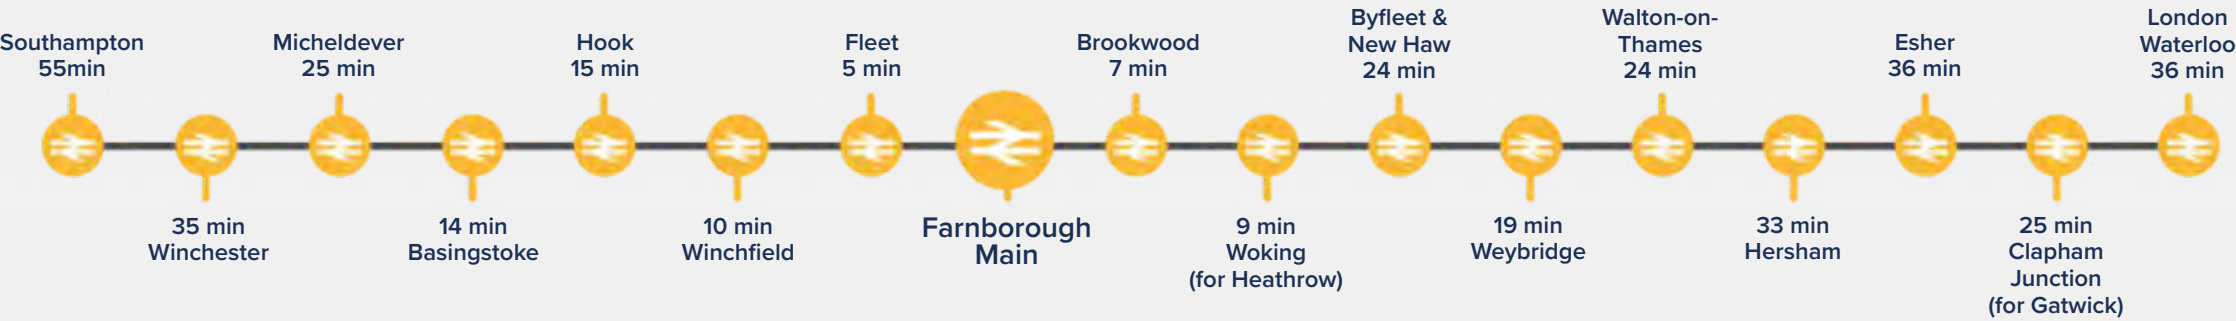 Southampton
55min
35 min
Winchester
Micheldever
25 min
14 min
Basingstoke
Hook
15 min
10 min
Winchfield
Fleet
5 min
Farnborough
Main
Brookwood
7 min
9 min
Woking
(for Heathrow)
Byfleet &
New Haw
24 min
19 min
Weybridge
Walton-on-
Thames
24 min
33 min
Hersham
Esher
36 min
25 min
Clapham
Junction
(for Gatwick)
London
Waterloo
36 min